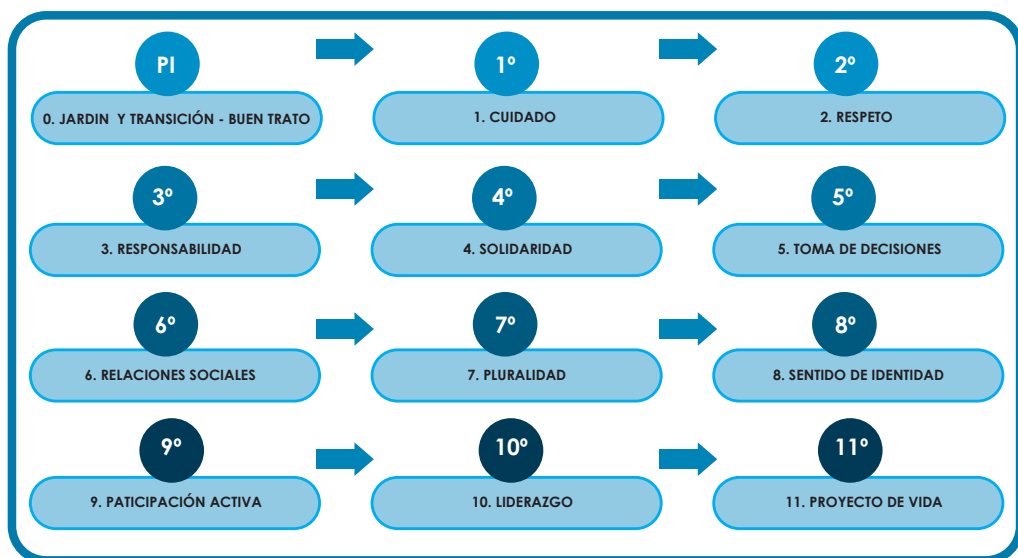 PI
1º
2º
0. JARDIN Y TRANSICIÓN - BUEN TRATO
1. CUIDADO
2. RESPETO
3º
4º
5º
3. RESPONSABILIDAD
4. SOLIDARIDAD
5. TOMA DE DECISIONES
6º
7º
8º
6. RELACIONES SOCIALES
7. PLURALIDAD
8. SENTIDO DE IDENTIDAD
9º
10º
11º
9. PATICIPACIÓN ACTIVA
10. LIDERAZGO
11. PROYECTO DE VIDA